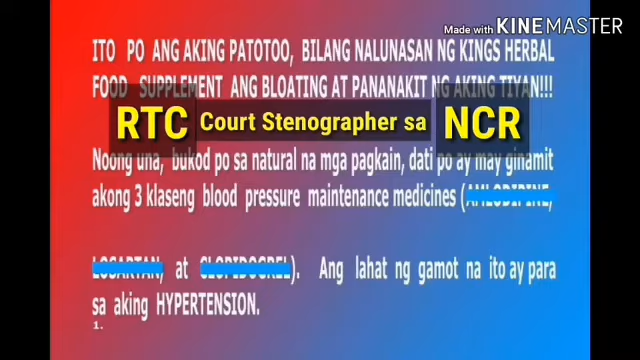 Made with KINEMASTER
ITO PO ANG AKING PATOTOO, BILANG NALUNASAN NG KINGS HERBAL
FOOD SUPPLEMENT ANG BLOATING AT PANANAKIT NG AKING TIYAN!!!
RTC Court Stenographer sa NCR
Noong una, bukod po sa natural na mga pagkain, dati po ay may ginamit
akong 3 klaseng blood pressure maintenance medicines (AMLODIPINE,
LOSARTAN, at CLOPIDOGREL). Ang lahat ng gamot na ito ay para
sa aking HYPERTENSION.
1.